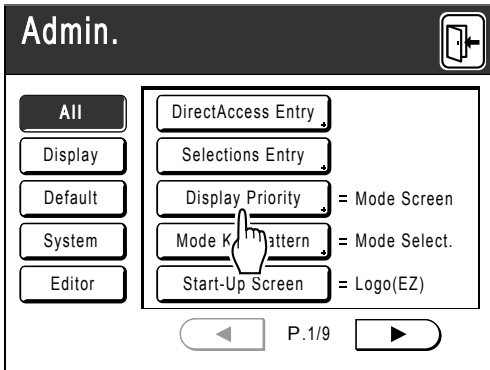 Admin.
All
DirectAccess Entry
Display
Selections Entry
Default
Display Priority = Mode Screen
System
Mode ttern = Mode Select.
Editor
Start-Up Screen = Logo(EZ)
P.1/9